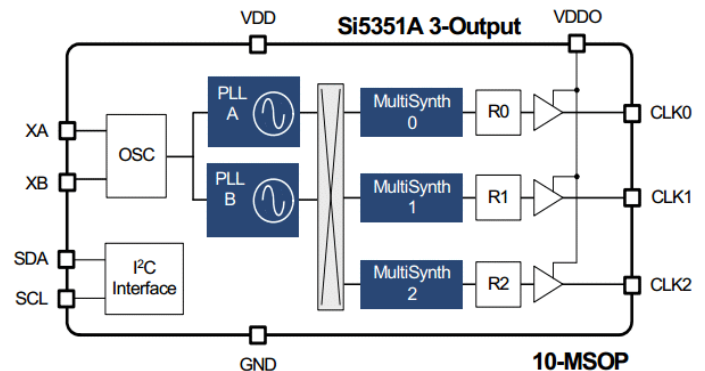 VDD
Si5351A 3-Output
VDDO
XA
XB
OSC
PLL
A
PLL
B
MultiSynth
0
R0
CLK0
MultiSynth
1
R1
CLK1
MultiSynth
2
R2
CLK2
SDA
SCL
I²C
Interface
GND
10-MSOP